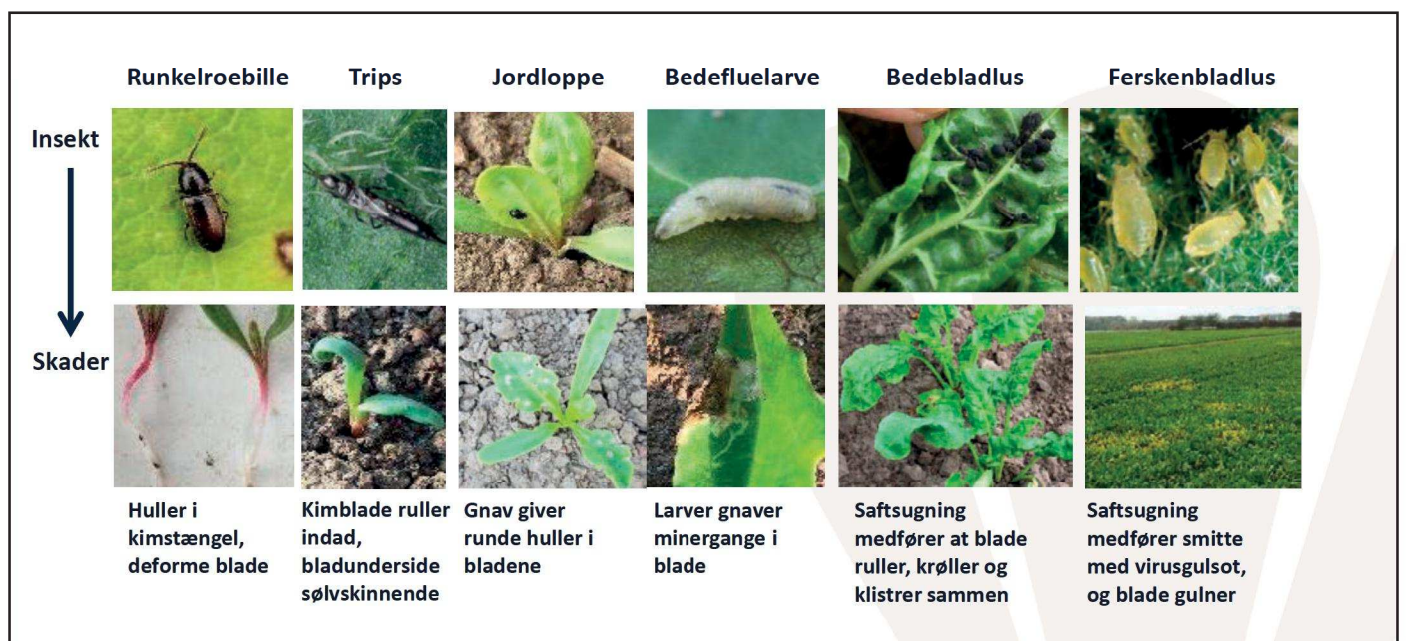 Runkelroebille
Trips
Jordloppe
Bedefluelarve
Bedebladlus
Ferskenbladlus
Insekt
Skader
Huller i
kimstængel,
deforme blade
Kimblade ruller
indad,
bladunderside
sølvskinnende
Gnav giver
runde huller i
bladene
Larver gnaver
minergange i
blade
Saftsugning
medfører at blade
ruller, krøller og
klistrer sammen
Saftsugning
medfører smitte
med virusgulsot,
og blade gulner